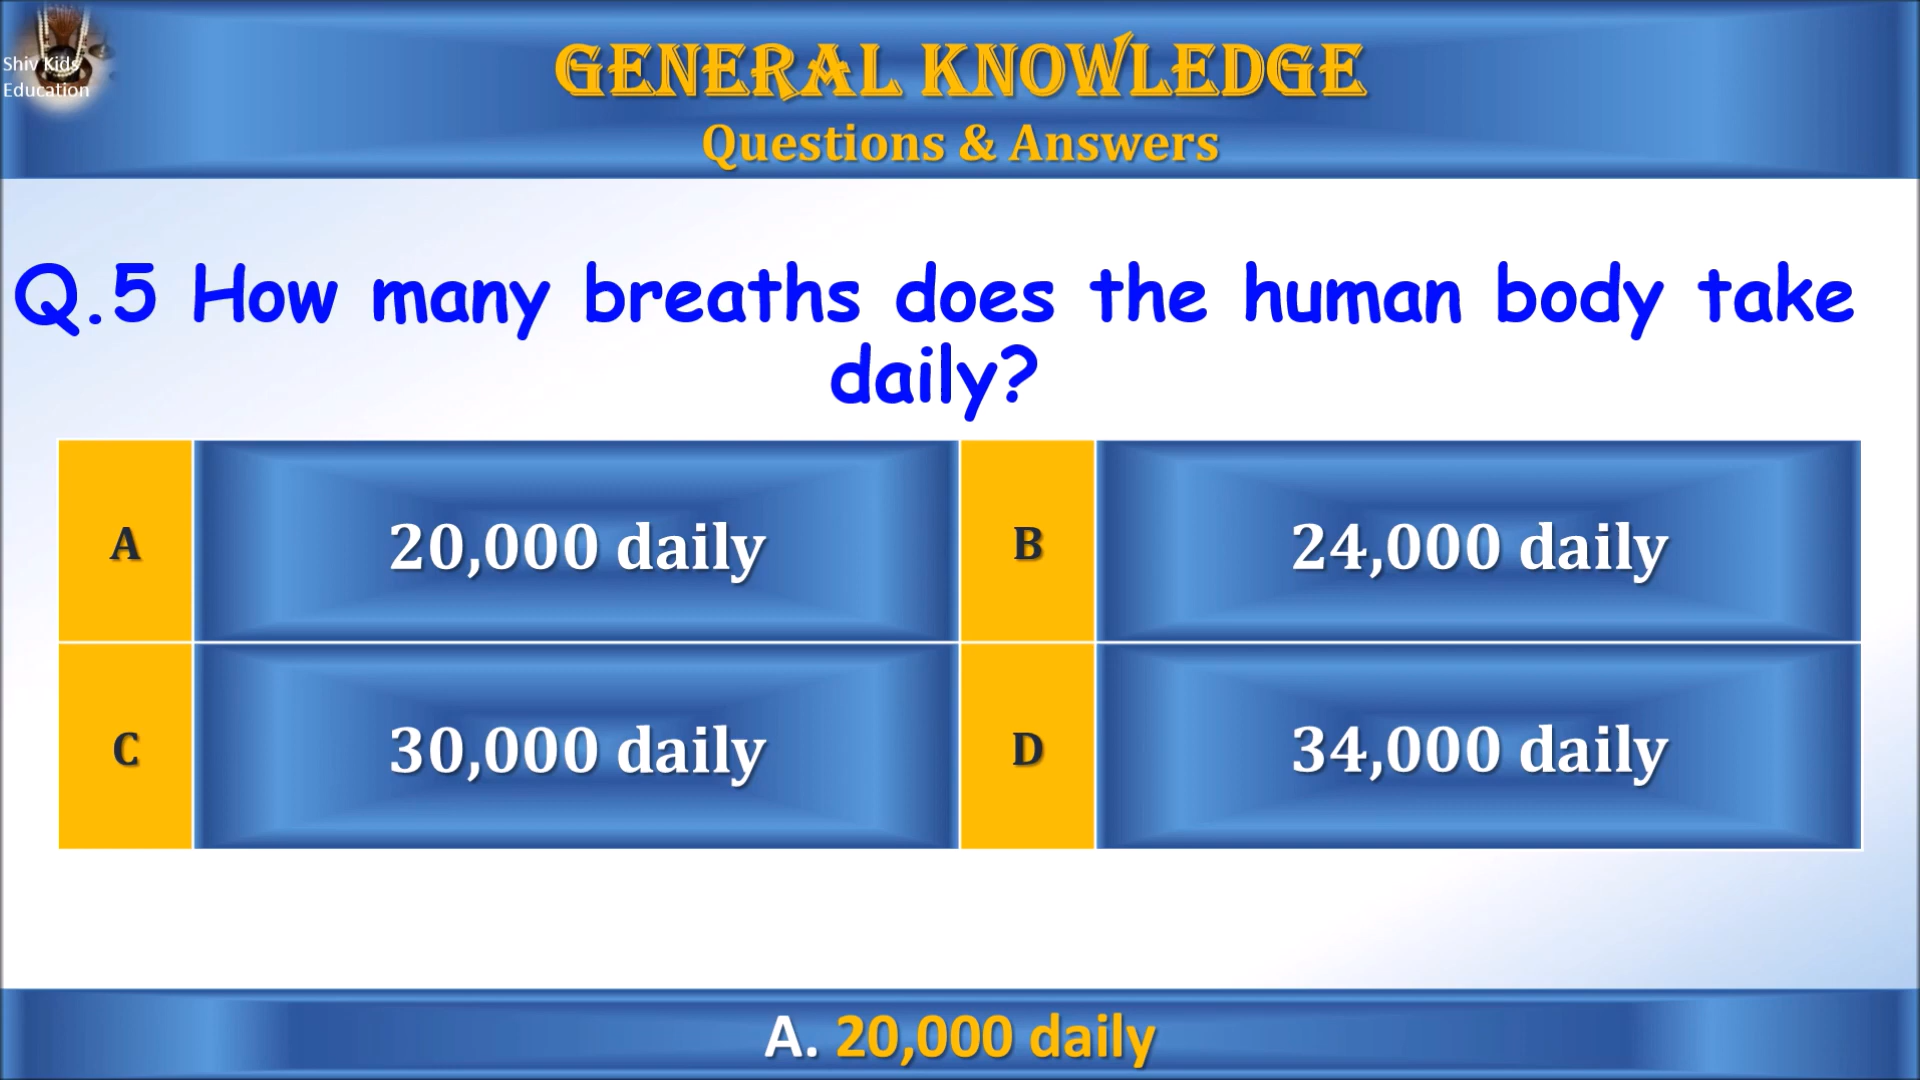 Shiv Kids
Education
GENERAL KNOWLEDGE
Questions & Answers
Q.5 How many breaths does the human body take
daily?
A 20,000 daily B 24,000 daily
C 30,000 daily D 34,000 daily
A. 20,000 daily